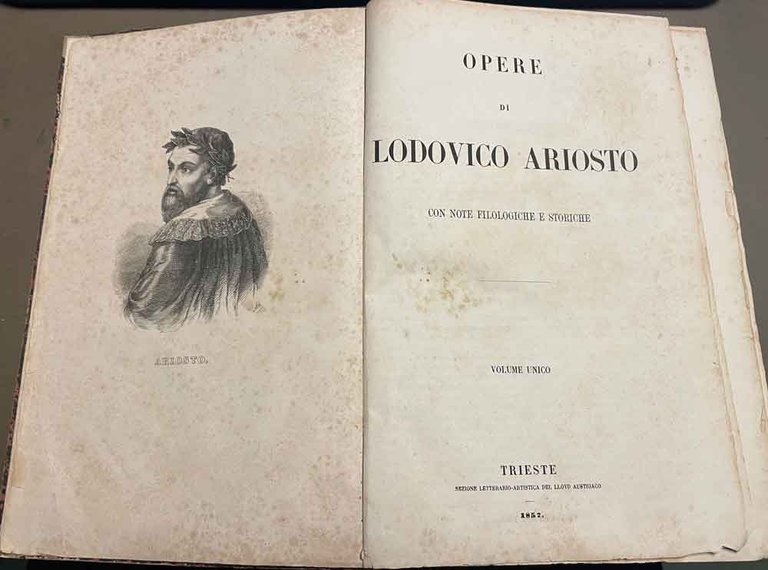 ARIOSTO.
OPERE
DI
LODOVICO ARIOSTO
CON NOTE FILOLOGICHE E STORICHE
VOLUME UNICO
TRIESTE
SEZIONE LETTERARIO-ARTISTICA DEL LLOYD AUSTRIACO
1857.